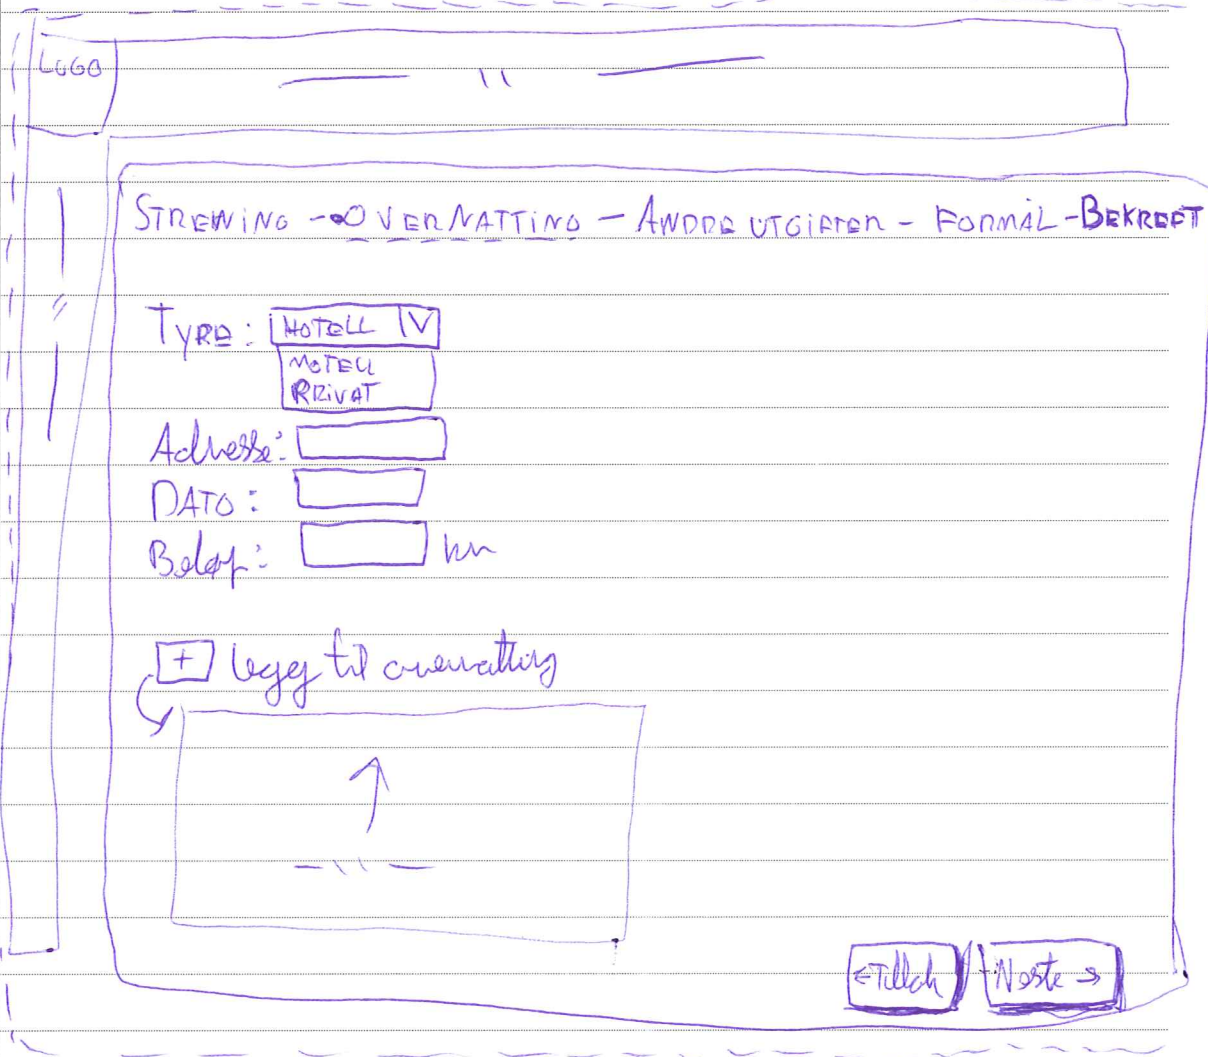 LOGO
STREKNING - OVERNATTING - ANDRE UTGIFTER - FORMÅL - BEKREFT
TYPE: HOTELL V
MOTELL
PRIVAT
Adresse:
DATO:
Beløp: kr
+ legg til overnatting
← Tilbak
Neste →